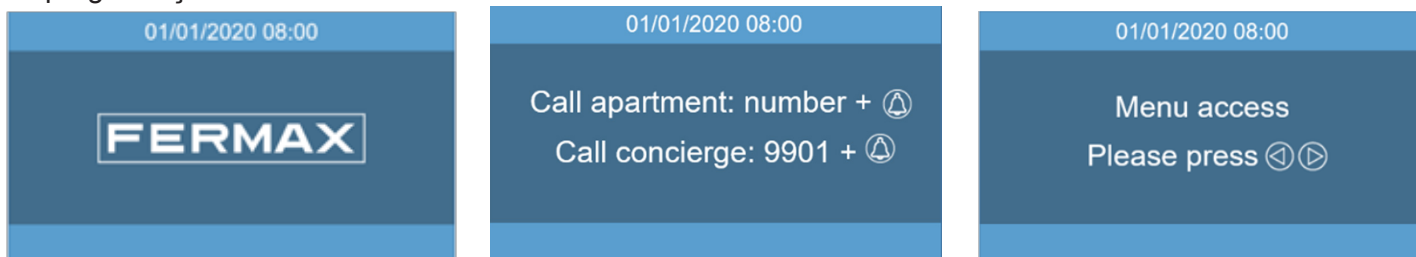 01/01/2020 08:00
FERMAX
01/01/2020 08:00
Call apartment: number +
Call concierge: 9901 +
01/01/2020 08:00
Menu access
Please press